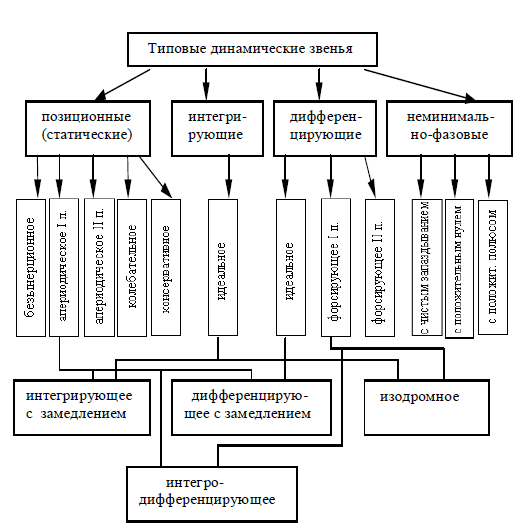 Типовые динамические звенья
позиционные
(статические)
интегри-
рующие
дифферен-
цирующие
неминималь-
но-фазовые
безынерционное
апериодическое I п.
апериодическое II п.
колебательное
консервативное
идеальное
идеальное
форсирующее I п.
форсирующее II п.
с чистым запаздыванием
с положительным нулем
с положит. полюсом
интегрирующее
с замедлением
дифференцирую-
щее с замедлением
изодромное
интегро-
дифференцирующее